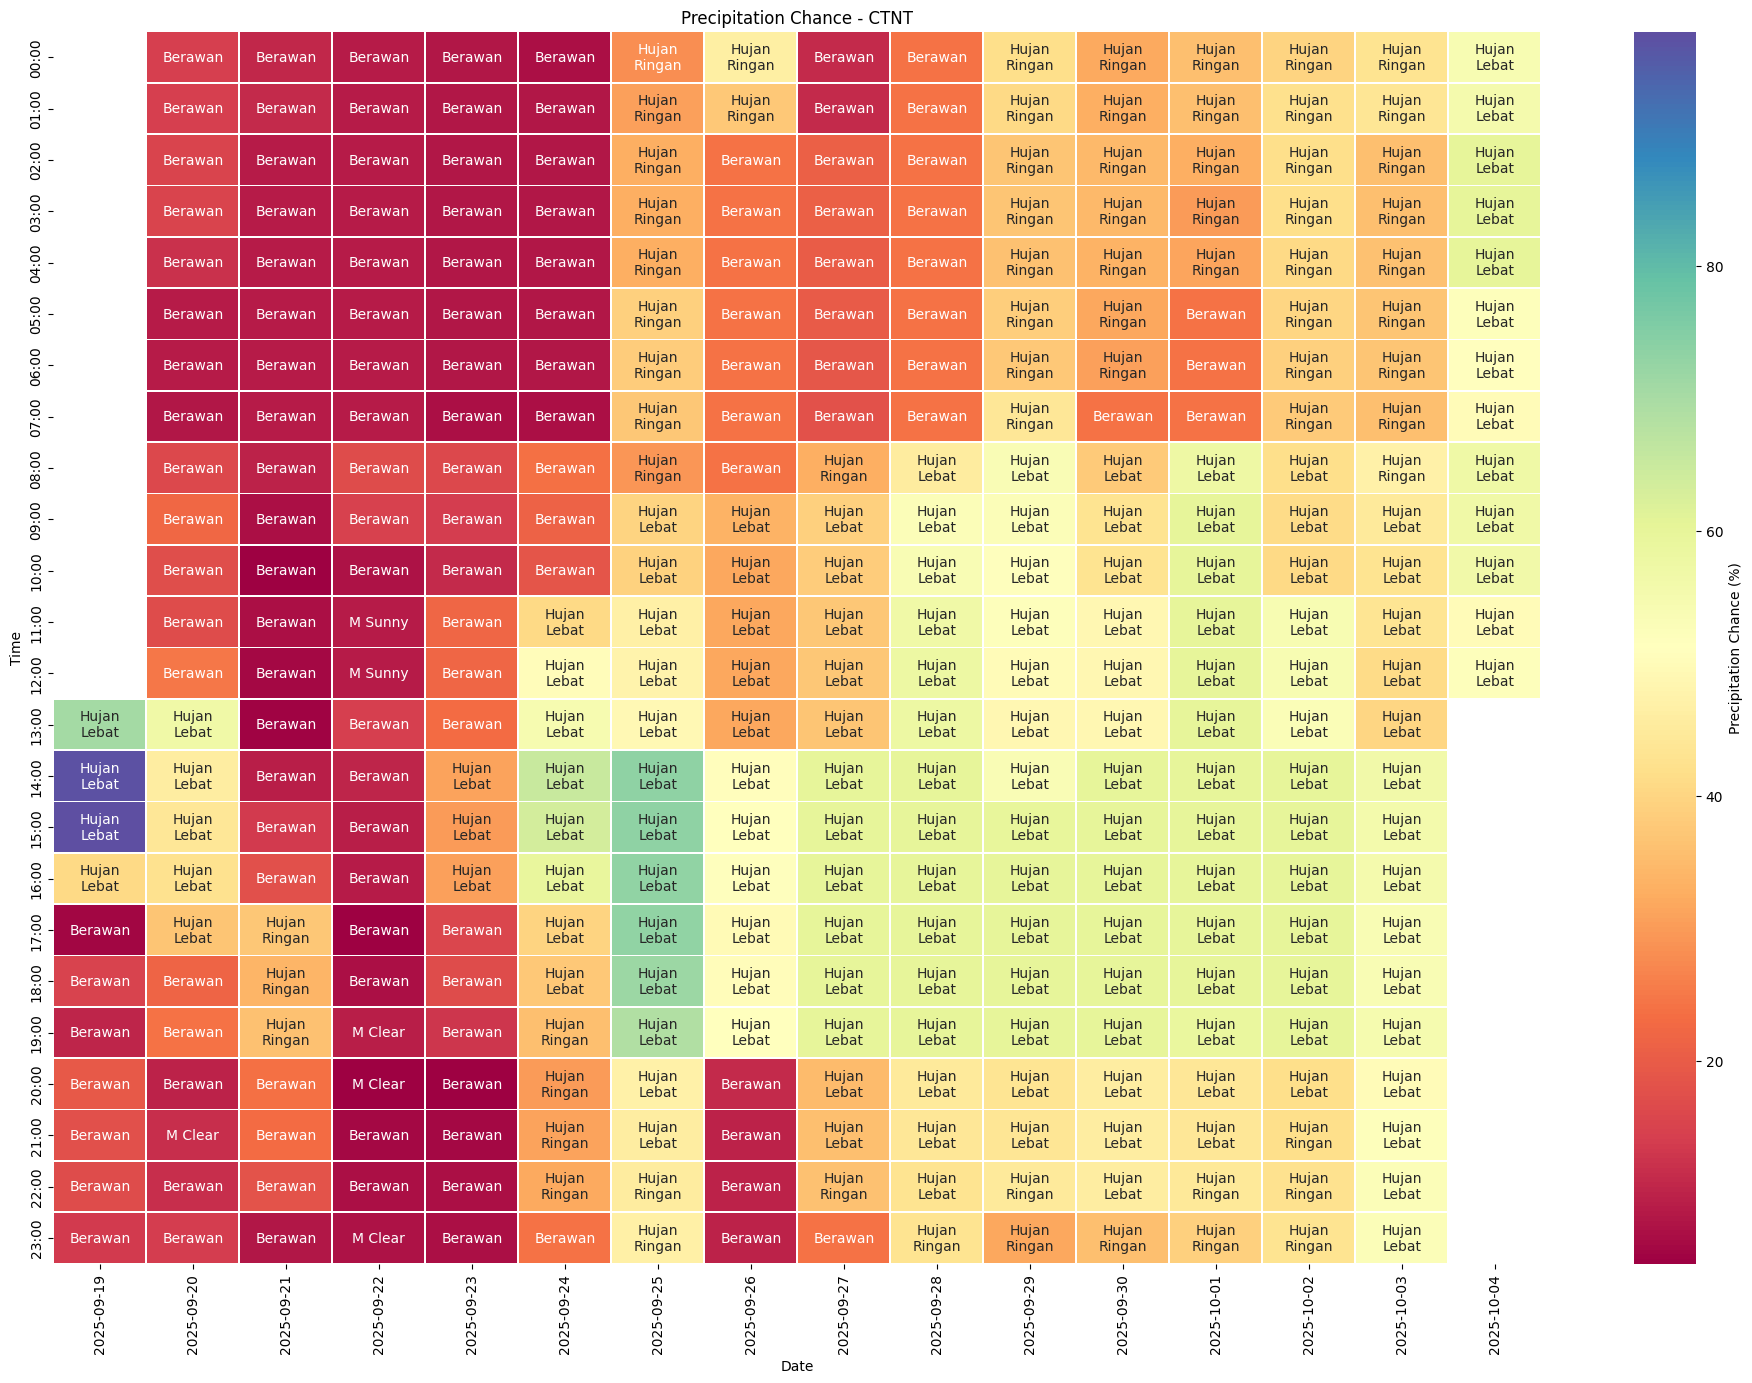 Precipitation Chance - CTNT
00:00 Berawan Berawan Berawan Berawan Berawan Hujan Ringan Hujan Ringan Berawan Berawan Hujan Ringan Hujan Ringan Hujan Ringan Hujan Ringan Hujan Ringan Hujan Lebat
01:00 Berawan Berawan Berawan Berawan Berawan Hujan Ringan Hujan Ringan Berawan Berawan Hujan Ringan Hujan Ringan Hujan Ringan Hujan Ringan Hujan Ringan Hujan Lebat
02:00 Berawan Berawan Berawan Berawan Berawan Hujan Ringan Berawan Berawan Berawan Hujan Ringan Hujan Ringan Hujan Ringan Hujan Ringan Hujan Ringan Hujan Lebat
03:00 Berawan Berawan Berawan Berawan Berawan Hujan Ringan Berawan Berawan Berawan Hujan Ringan Hujan Ringan Hujan Ringan Hujan Ringan Hujan Ringan Hujan Lebat
04:00 Berawan Berawan Berawan Berawan Berawan Hujan Ringan Berawan Berawan Berawan Hujan Ringan Hujan Ringan Hujan Ringan Hujan Ringan Hujan Ringan Hujan Lebat
05:00 Berawan Berawan Berawan Berawan Berawan Hujan Ringan Berawan Berawan Berawan Hujan Ringan Hujan Ringan Berawan Hujan Ringan Hujan Ringan Hujan Lebat
06:00 Berawan Berawan Berawan Berawan Berawan Hujan Ringan Berawan Berawan Berawan Hujan Ringan Hujan Ringan Berawan Hujan Ringan Hujan Ringan Hujan Lebat
07:00 Berawan Berawan Berawan Berawan Berawan Hujan Ringan Berawan Berawan Berawan Hujan Ringan Berawan Berawan Hujan Ringan Hujan Ringan Hujan Lebat
08:00 Berawan Berawan Berawan Berawan Berawan Hujan Ringan Berawan Hujan Ringan Hujan Lebat Hujan Lebat Hujan Lebat Hujan Lebat Hujan Lebat Hujan Ringan Hujan Lebat
09:00 Berawan Berawan Berawan Berawan Berawan Hujan Lebat Hujan Lebat Hujan Lebat Hujan Lebat Hujan Lebat Hujan Lebat Hujan Lebat Hujan Lebat Hujan Lebat Hujan Lebat
10:00 Berawan Berawan Berawan Berawan Berawan Hujan Lebat Hujan Lebat Hujan Lebat Hujan Lebat Hujan Lebat Hujan Lebat Hujan Lebat Hujan Lebat Hujan Lebat Hujan Lebat
11:00 Berawan Berawan M Sunny Berawan Hujan Lebat Hujan Lebat Hujan Lebat Hujan Lebat Hujan Lebat Hujan Lebat Hujan Lebat Hujan Lebat Hujan Lebat Hujan Lebat Hujan Lebat
12:00 Berawan Berawan M Sunny Berawan Hujan Lebat Hujan Lebat Hujan Lebat Hujan Lebat Hujan Lebat Hujan Lebat Hujan Lebat Hujan Lebat Hujan Lebat Hujan Lebat Hujan Lebat
13:00 Hujan Lebat Hujan Lebat Berawan Berawan Berawan Hujan Lebat Hujan Lebat Hujan Lebat Hujan Lebat Hujan Lebat Hujan Lebat Hujan Lebat Hujan Lebat Hujan Lebat Hujan Lebat
14:00 Hujan Lebat Hujan Lebat Berawan Berawan Hujan Lebat Hujan Lebat Hujan Lebat Hujan Lebat Hujan Lebat Hujan Lebat Hujan Lebat Hujan Lebat Hujan Lebat Hujan Lebat Hujan Lebat
15:00 Hujan Lebat Hujan Lebat Berawan Berawan Hujan Lebat Hujan Lebat Hujan Lebat Hujan Lebat Hujan Lebat Hujan Lebat Hujan Lebat Hujan Lebat Hujan Lebat Hujan Lebat Hujan Lebat
16:00 Hujan Lebat Hujan Lebat Berawan Berawan Hujan Lebat Hujan Lebat Hujan Lebat Hujan Lebat Hujan Lebat Hujan Lebat Hujan Lebat Hujan Lebat Hujan Lebat Hujan Lebat Hujan Lebat
17:00 Berawan Hujan Lebat Hujan Ringan Berawan Berawan Hujan Lebat Hujan Lebat Hujan Lebat Hujan Lebat Hujan Lebat Hujan Lebat Hujan Lebat Hujan Lebat Hujan Lebat Hujan Lebat
18:00 Berawan Berawan Hujan Ringan Berawan Berawan Hujan Lebat Hujan Lebat Hujan Lebat Hujan Lebat Hujan Lebat Hujan Lebat Hujan Lebat Hujan Lebat Hujan Lebat Hujan Lebat
19:00 Berawan Berawan Hujan Ringan M Clear Berawan Hujan Ringan Hujan Lebat Hujan Lebat Hujan Lebat Hujan Lebat Hujan Lebat Hujan Lebat Hujan Lebat Hujan Lebat Hujan Lebat
20:00 Berawan Berawan Berawan M Clear Berawan Hujan Ringan Hujan Lebat Berawan Hujan Lebat Hujan Lebat Hujan Lebat Hujan Lebat Hujan Lebat Hujan Lebat Hujan Lebat
21:00 Berawan M Clear Berawan Berawan Berawan Hujan Ringan Hujan Lebat Berawan Hujan Lebat Hujan Lebat Hujan Lebat Hujan Lebat Hujan Lebat Hujan Ringan Hujan Lebat
22:00 Berawan Berawan Berawan Berawan Berawan Hujan Ringan Hujan Ringan Berawan Hujan Ringan Hujan Lebat Hujan Ringan Hujan Lebat Hujan Ringan Hujan Ringan Hujan Lebat
23:00 Berawan Berawan Berawan M Clear Berawan Berawan Hujan Ringan Berawan Berawan Hujan Ringan Hujan Ringan Hujan Ringan Hujan Ringan Hujan Ringan Hujan Lebat
2025-09-19 2025-09-20 2025-09-21 2025-09-22 2025-09-23 2025-09-24 2025-09-25 2025-09-26 2025-09-27 2025-09-28 2025-09-29 2025-09-30 2025-10-01 2025-10-02 2025-10-03 2025-10-04
Date
Time
80
60
40
20
Precipitation Chance (%)